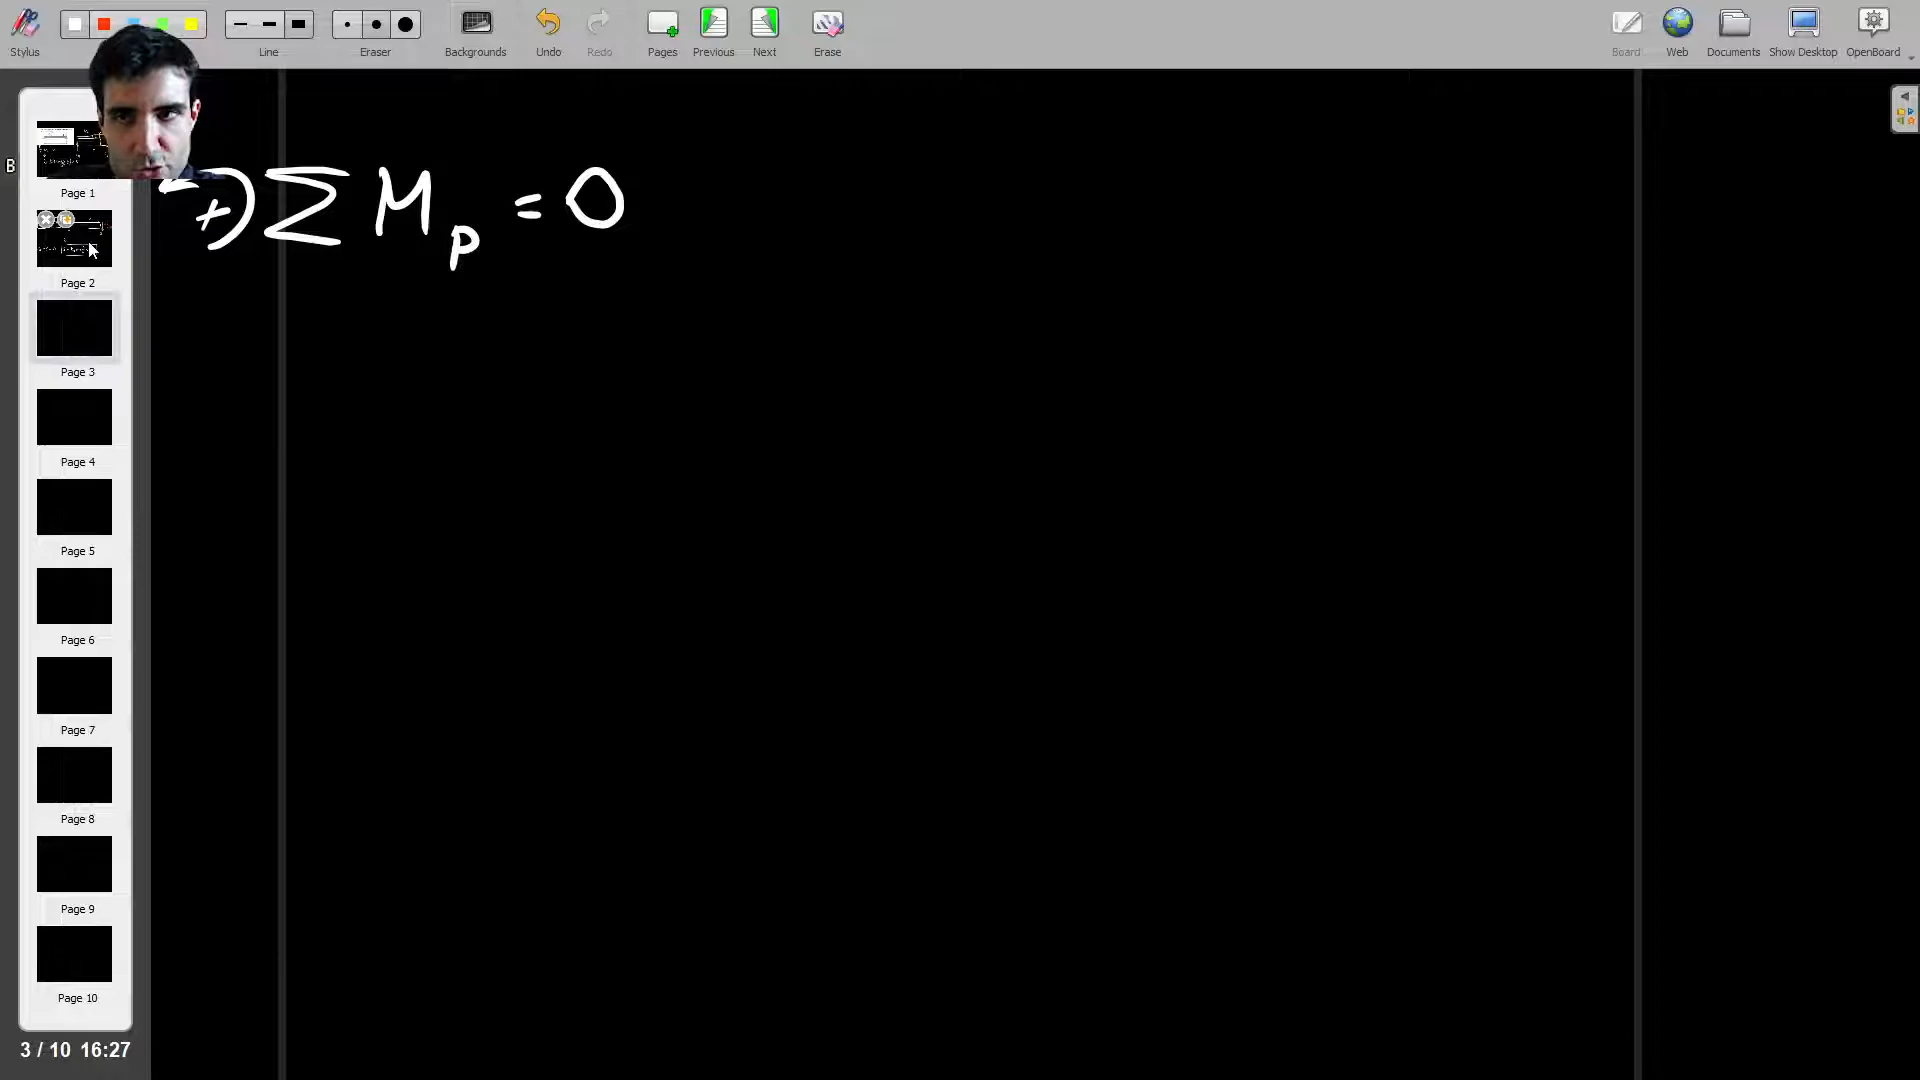 Stylus
Line
Eraser
Backgrounds
Undo
Redo
Pages
Previous
Next
Erase
Board
Web
Documents
Show Desktop
OpenBoard
B
+) Σ M_p = 0
Page 1
Page 2
Page 3
Page 4
Page 5
Page 6
Page 7
Page 8
Page 9
Page 10
3 / 10 16:27